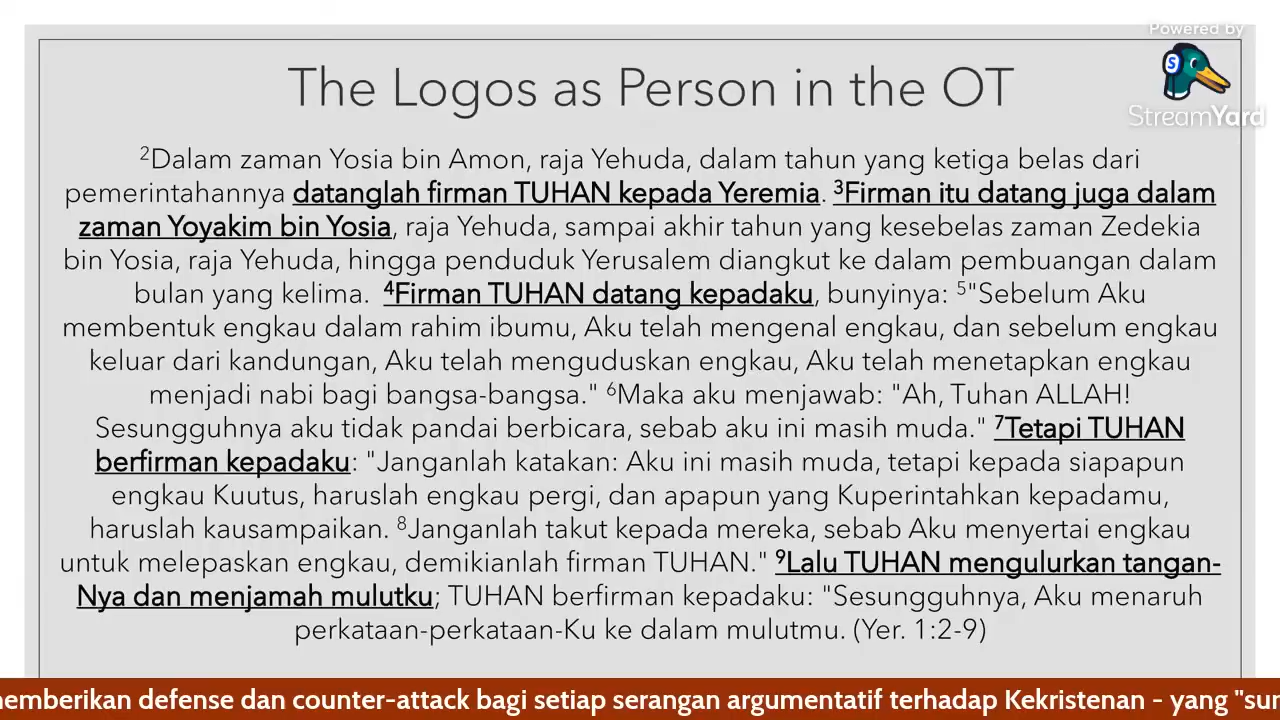 Powered by
StreamYard
The Logos as Person in the OT
²Dalam zaman Yosia bin Amon, raja Yehuda, dalam tahun yang ketiga belas dari
pemerintahannya datanglah firman TUHAN kepada Yeremia. ³Firman itu datang juga dalam
zaman Yoyakim bin Yosia, raja Yehuda, sampai akhir tahun yang kesebelas zaman Zedekia
bin Yosia, raja Yehuda, hingga penduduk Yerusalem diangkut ke dalam pembuangan dalam
bulan yang kelima. ⁴Firman TUHAN datang kepadaku, bunyinya: ⁵"Sebelum Aku
membentuk engkau dalam rahim ibumu, Aku telah mengenal engkau, dan sebelum engkau
keluar dari kandungan, Aku telah menguduskan engkau, Aku telah menetapkan engkau
menjadi nabi bagi bangsa-bangsa." ⁶Maka aku menjawab: "Ah, Tuhan ALLAH!
Sesungguhnya aku tidak pandai berbicara, sebab aku ini masih muda." ⁷Tetapi TUHAN
berfirman kepadaku: "Janganlah katakan: Aku ini masih muda, tetapi kepada siapapun
engkau Kuutus, haruslah engkau pergi, dan apapun yang Kuperintahkan kepadamu,
haruslah kausampaikan. ⁸Janganlah takut kepada mereka, sebab Aku menyertai engkau
untuk melepaskan engkau, demikianlah firman TUHAN." ⁹Lalu TUHAN mengulurkan tangan-
Nya dan menjamah mulutku; TUHAN berfirman kepadaku: "Sesungguhnya, Aku menaruh
perkataan-perkataan-Ku ke dalam mulutmu. (Yer. 1:2-9)
memberikan defense dan counter-attack bagi setiap serangan argumentatif terhadap Kekristenan - yang "sur